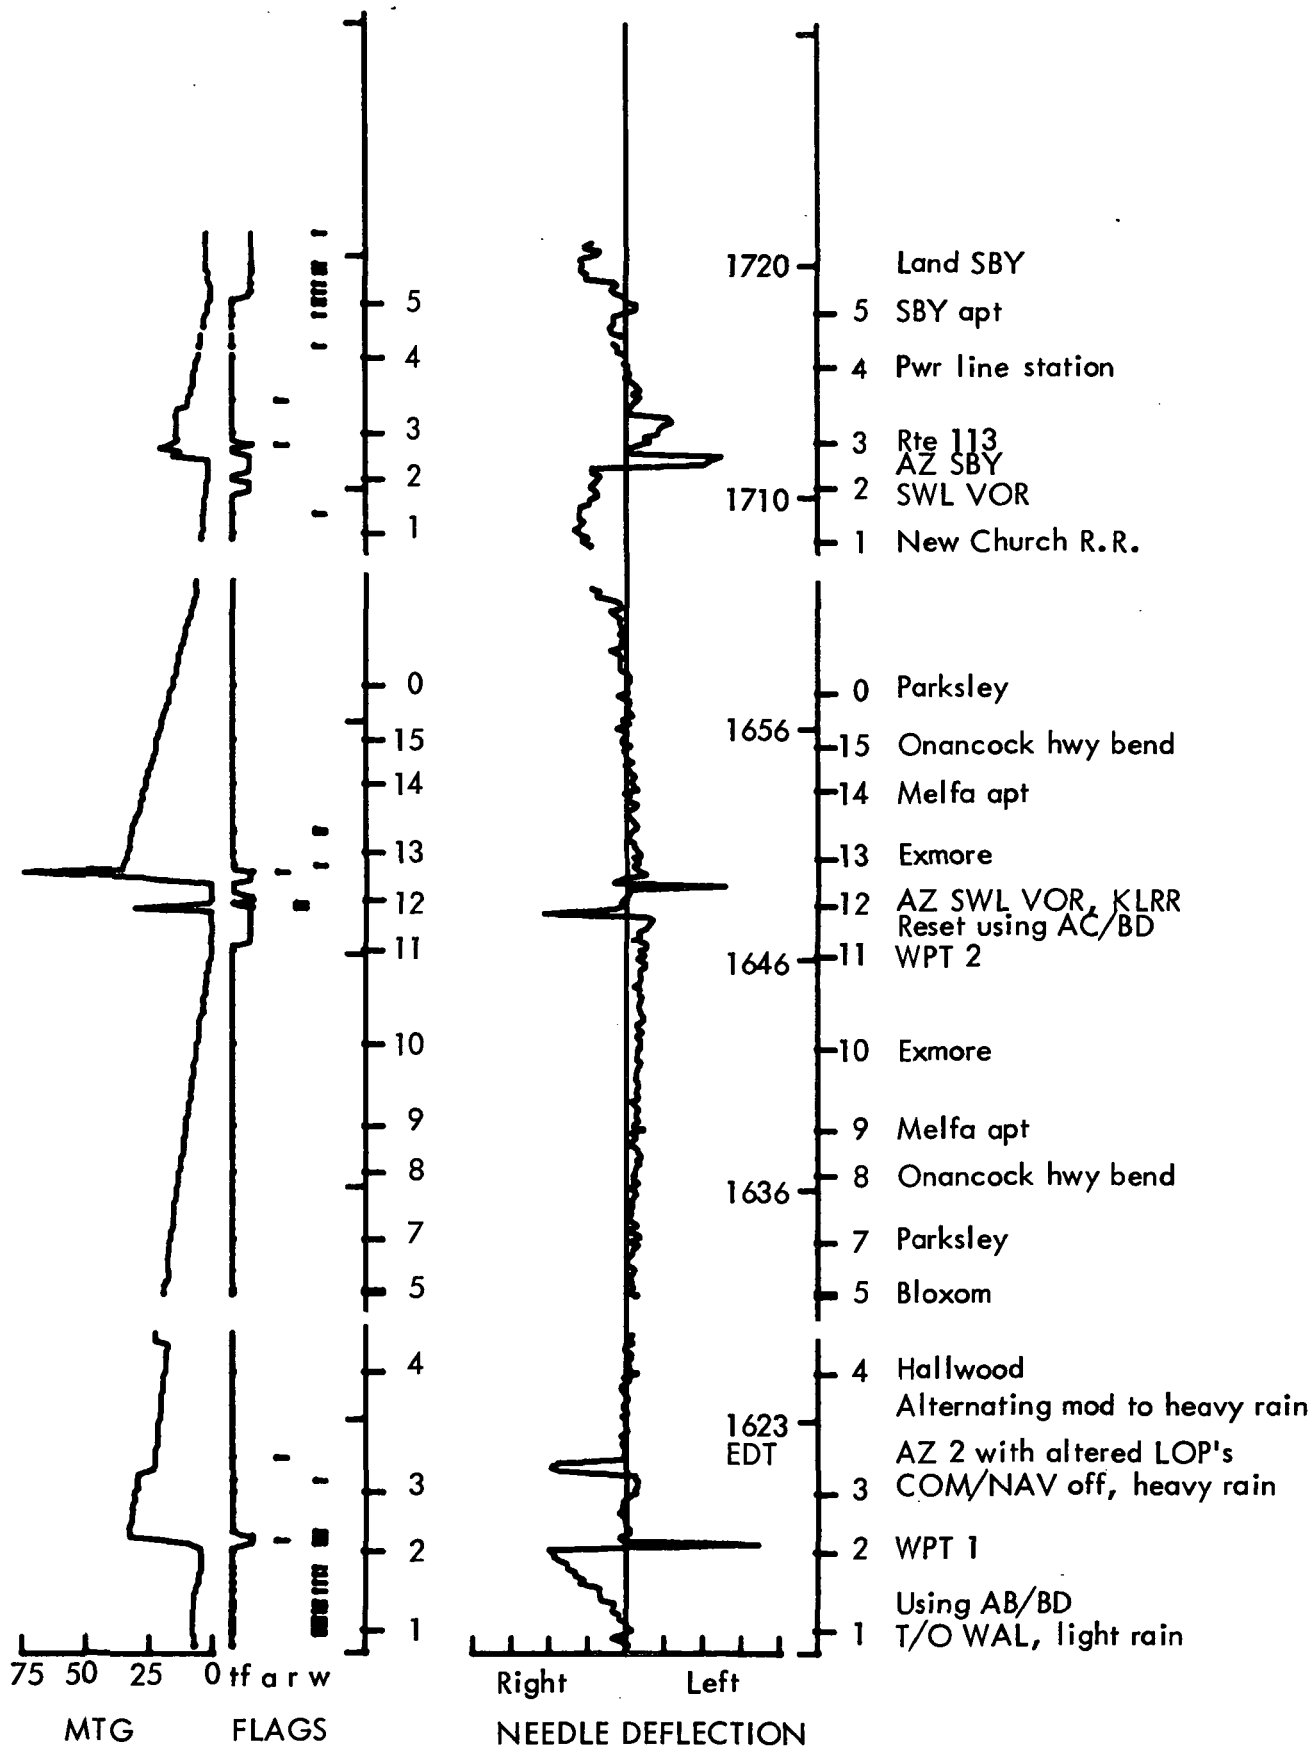 1720 Land SBY
5 5 SBY apt
4 4 Pwr line station
3 3 Rte 113
AZ SBY
2 2 SWL VOR
1710
1 1 New Church R.R.
0 0 Parksley
1656
15 15 Onancock hwy bend
14 14 Melfa apt
13 13 Exmore
12 12 AZ SWL VOR, KLRR
Reset using AC/BD
11 1646 11 WPT 2
10 10 Exmore
9 9 Melfa apt
8 8 Onancock hwy bend
1636
7 7 Parksley
5 5 Bloxom
4 4 Hallwood
Alternating mod to heavy rain
1623
EDT AZ 2 with altered LOP's
3 3 COM/NAV off, heavy rain
2 2 WPT 1
Using AB/BD
1 1 T/O WAL, light rain
75 50 25 0 tf a r w Right Left
MTG FLAGS NEEDLE DEFLECTION